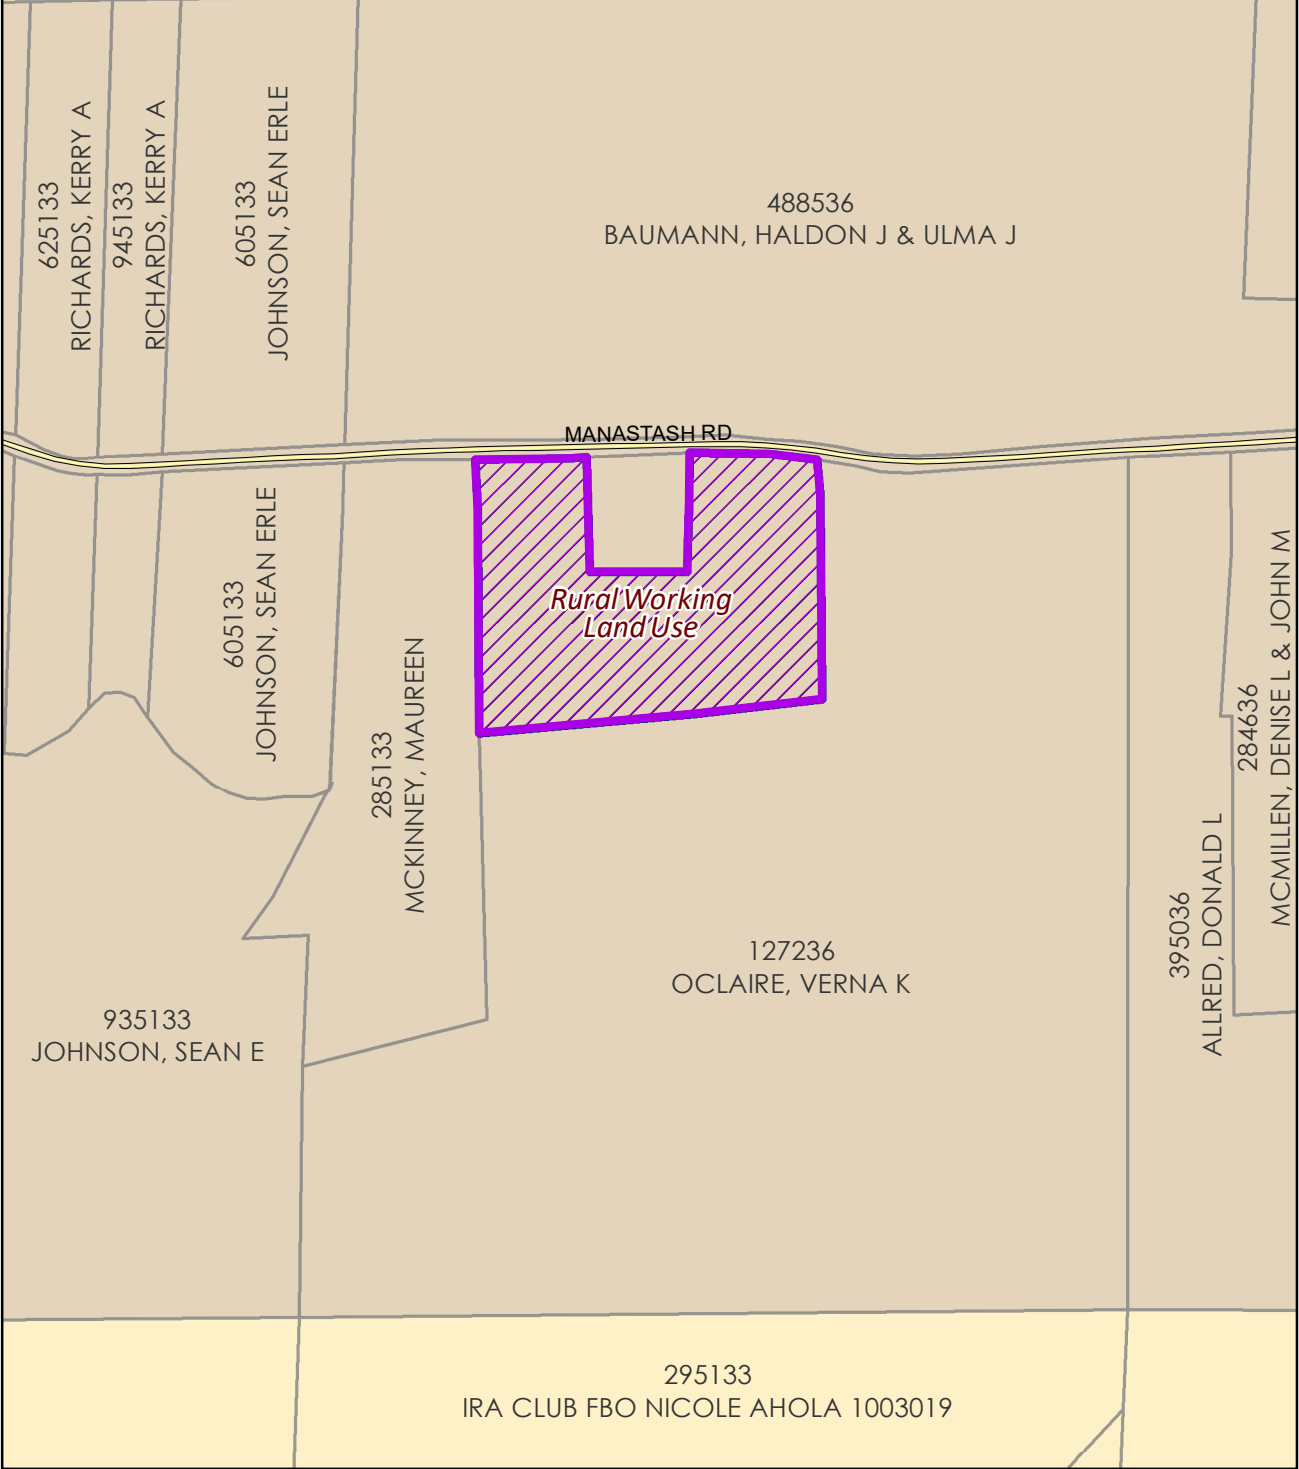 625133
RICHARDS, KERRY A
945133
RICHARDS, KERRY A
605133
JOHNSON, SEAN ERLE
488536
BAUMANN, HALDON J & ULMA J
MANASTASH RD
605133
JOHNSON, SEAN ERLE
285133
MCKINNEY, MAUREEN
Rural Working
Land Use
284636
MCMILLEN, DENISE L & JOHN M
395036
ALLRED, DONALD L
127236
OCLAIRE, VERNA K
935133
JOHNSON, SEAN E
295133
IRA CLUB FBO NICOLE AHOLA 1003019